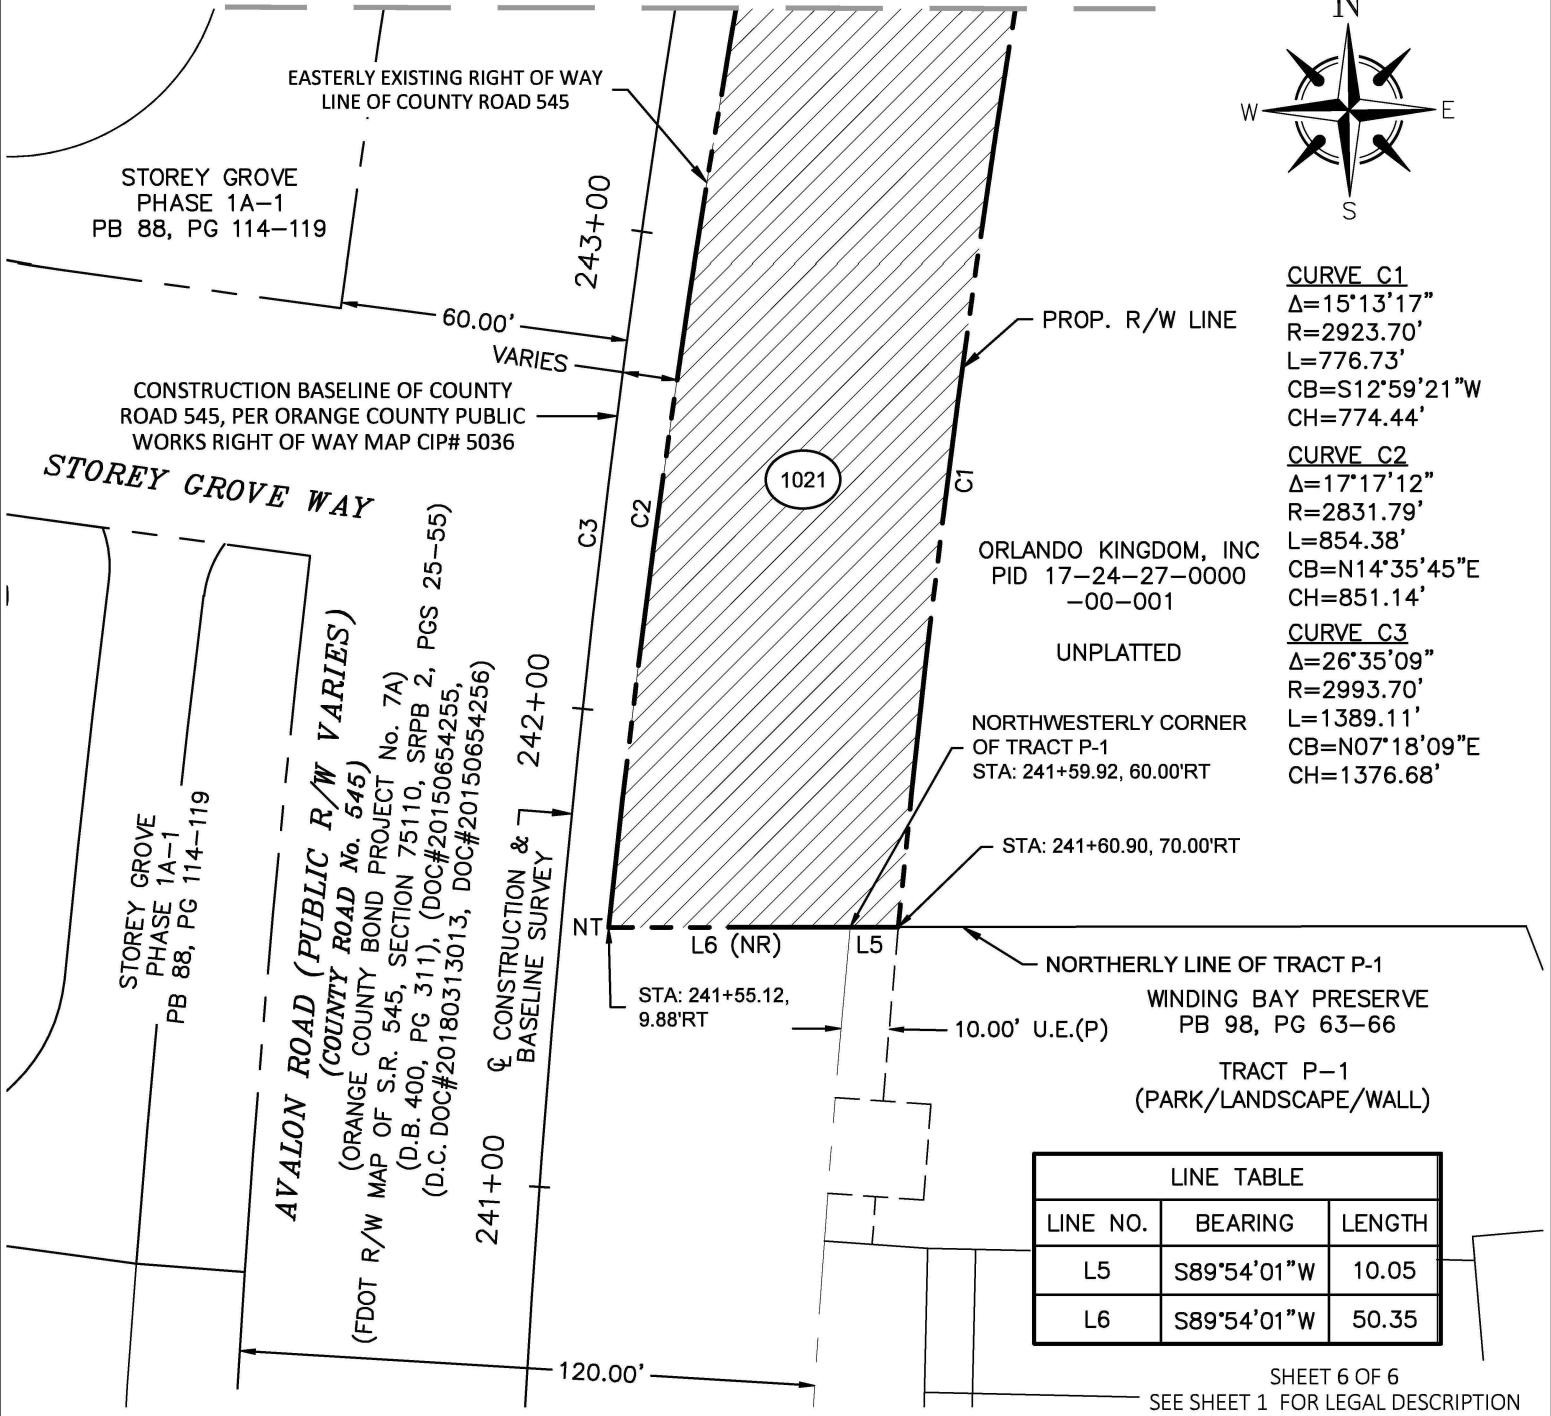 N
W
E
S
EASTERLY EXISTING RIGHT OF WAY
LINE OF COUNTY ROAD 545
STOREY GROVE
PHASE 1A-1
PB 88, PG 114-119
243+00
60.00'
VARIES
PROP. R/W LINE
CONSTRUCTION BASELINE OF COUNTY
ROAD 545, PER ORANGE COUNTY PUBLIC
WORKS RIGHT OF WAY MAP CIP# 5036
STOREY GROVE WAY
1021
C1
C2
C3
CURVE C1
Δ=15°13'17"
R=2923.70'
L=776.73'
CB=S12°59'21"W
CH=774.44'
CURVE C2
Δ=17°17'12"
R=2831.79'
L=854.38'
CB=N14°35'45"E
CH=851.14'
CURVE C3
Δ=26°35'09"
R=2993.70'
L=1389.11'
CB=N07°18'09"E
CH=1376.68'
ORLANDO KINGDOM, INC
PID 17-24-27-0000
-00-001
UNPLATTED
NORTHWESTERLY CORNER
OF TRACT P-1
STA: 241+59.92, 60.00'RT
STA: 241+60.90, 70.00'RT
242+00
AVALON ROAD (PUBLIC R/W VARIES)
(COUNTY ROAD No. 545)
(ORANGE COUNTY BOND PROJECT No. 7A)
(FDOT R/W MAP OF S.R. 545, SECTION 75110, SRPB 2, PGS 25-55)
(D.B. 400, PG 311), (DOC#20150654255,
(D.C. DOC#20180313013, DOC#20150654256)
STOREY GROVE
PHASE 1A-1
PB 88, PG 114-119
℄ CONSTRUCTION &
BASELINE SURVEY
NT
L6 (NR)
L5
STA: 241+55.12,
9.88'RT
NORTHERLY LINE OF TRACT P-1
WINDING BAY PRESERVE
PB 98, PG 63-66
10.00' U.E.(P)
TRACT P-1
(PARK/LANDSCAPE/WALL)
241+00
LINE TABLE
LINE NO. BEARING LENGTH
L5 S89°54'01"W 10.05
L6 S89°54'01"W 50.35
120.00'
SHEET 6 OF 6
SEE SHEET 1 FOR LEGAL DESCRIPTION